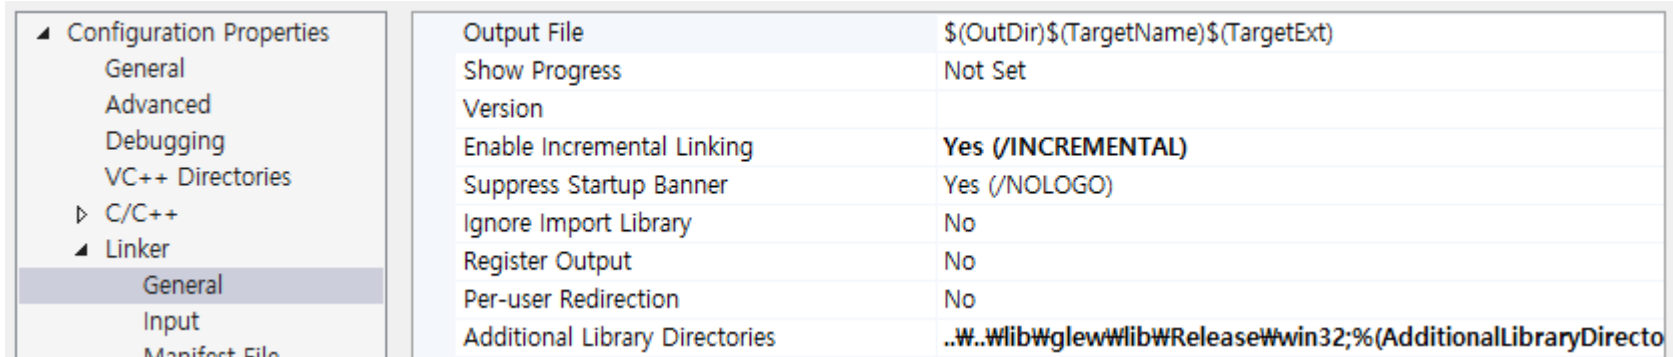 Configuration Properties
General
Advanced
Debugging
VC++ Directories
C/C++
Linker
General
Input
Manifest File
Output File $(OutDir)$(TargetName)$(TargetExt)
Show Progress Not Set
Version
Enable Incremental Linking Yes (/INCREMENTAL)
Suppress Startup Banner Yes (/NOLOGO)
Ignore Import Library No
Register Output No
Per-user Redirection No
Additional Library Directories ..₩..₩lib₩glew₩lib₩Release₩win32;%(AdditionalLibraryDirecto